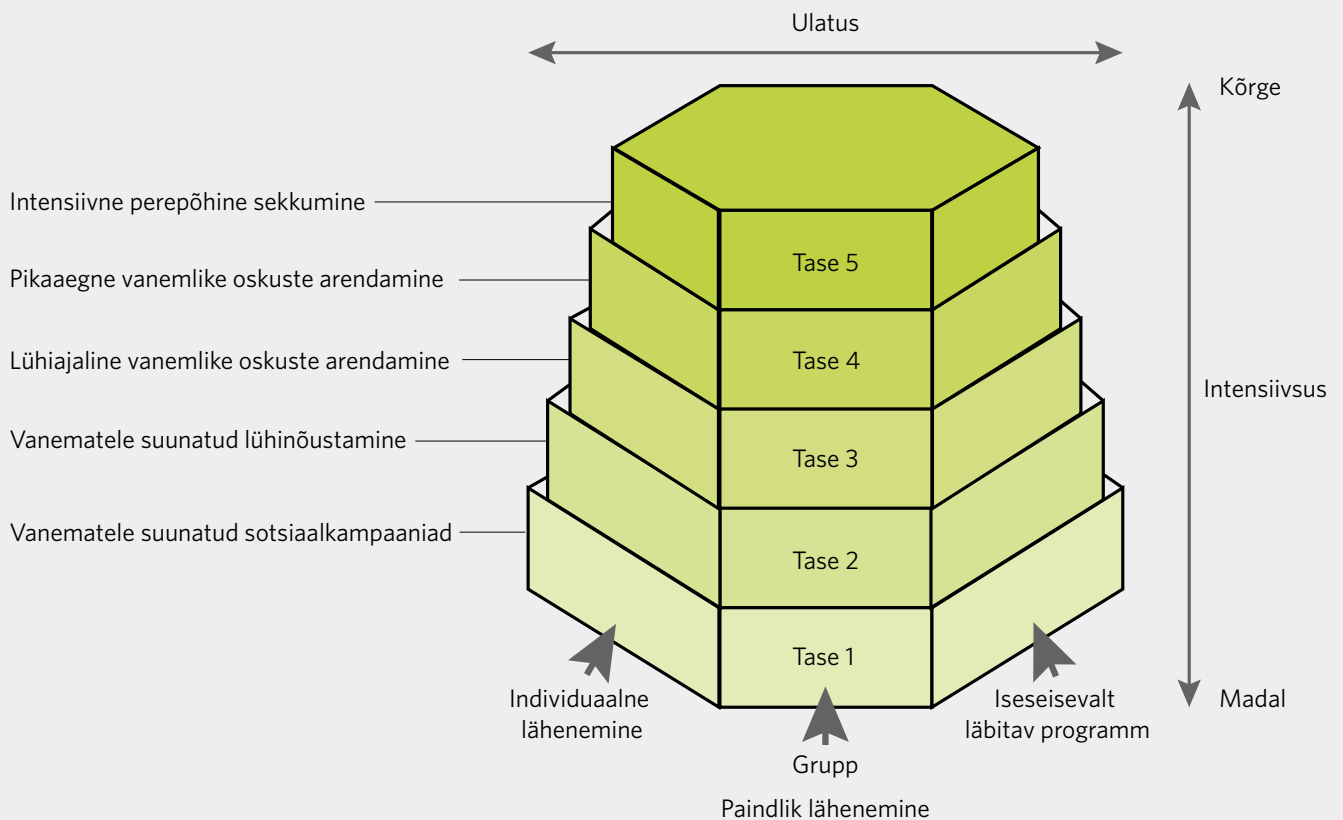 Ulatus
Kõrge
Intensiivne perepõhine sekkumine
Tase 5
Pikaaegne vanemlike oskuste arendamine
Tase 4
Lühiajaline vanemlike oskuste arendamine
Intensiivsus
Vanematele suunatud lühinõustamine
Tase 3
Vanematele suunatud sotsiaalkampaaniad
Tase 2
Tase 1
Individuaalne
lähenemine
Iseseisevalt
läbitav programm
Madal
Grupp
Paindlik lähenemine